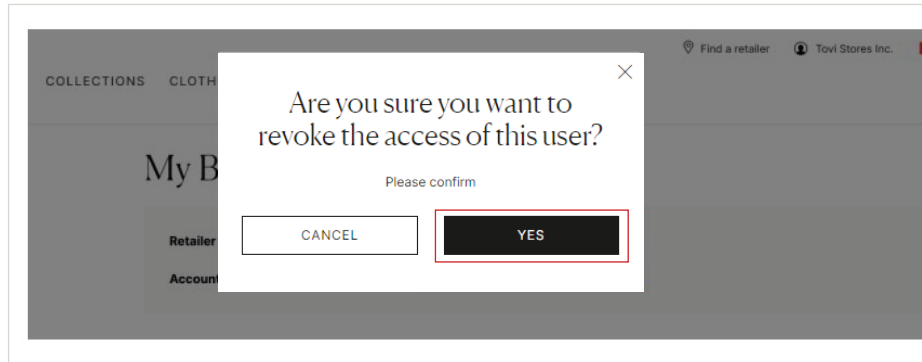 Find a retailer Tovi Stores Inc.
COLLECTIONS CLOTH
Are you sure you want to
revoke the access of this user?
My B
Please confirm
CANCEL YES
Retailer
Account